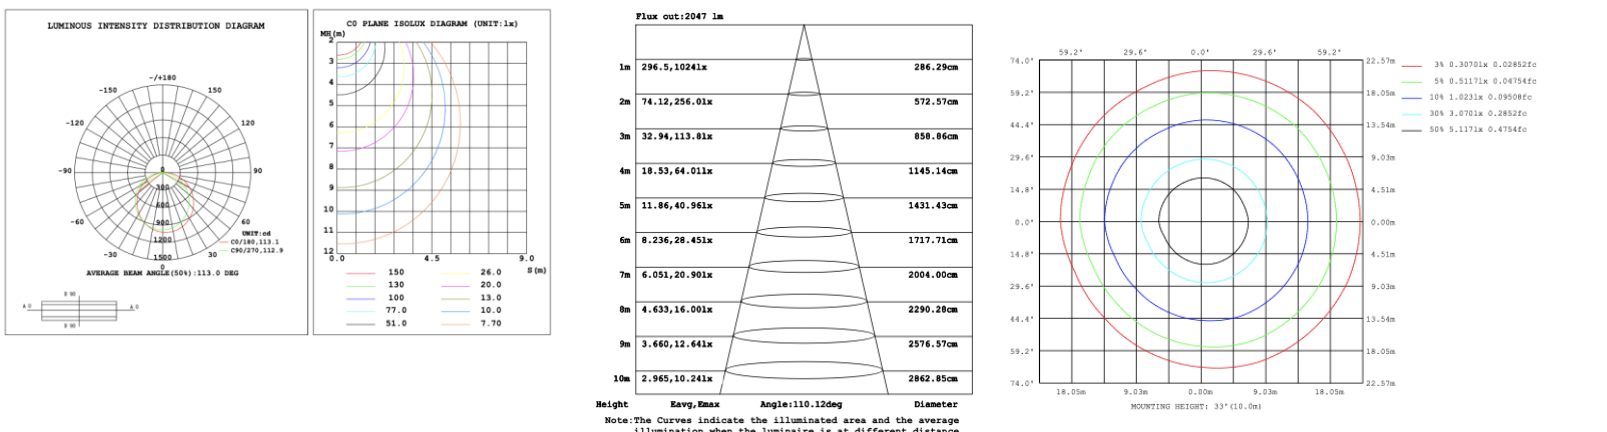 LUMINOUS INTENSITY DISTRIBUTION DIAGRAM
-/+180
-150 150
-120 120
-90 0 90
300
600
-60 60
900
UNIT:cd
1200 C0/180,113.1
-30 1500 30 C90/270,112.9
0
AVERAGE BEAM ANGLE(50%):113.0 DEG
C0 PLANE ISOLUX DIAGRAM (UNIT:lx)
MH(m)
2
3
4
5
6
7
8
9
10
11
12
0.0 4.5 9.0
S(m)
150 26.0
130 20.0
100 13.0
77.0 10.0
51.0 7.70
Flux out:2047 lm
1m 296.5,1024lx 286.29cm
2m 74.12,256.0lx 572.57cm
3m 32.94,113.8lx 858.86cm
4m 18.53,64.01lx 1145.14cm
5m 11.86,40.96lx 1431.43cm
6m 8.236,28.45lx 1717.71cm
7m 6.051,20.90lx 2004.00cm
8m 4.633,16.00lx 2290.28cm
9m 3.660,12.64lx 2576.57cm
10m 2.965,10.24lx 2862.85cm
Height Eavg,Emax Angle:110.12deg Diameter
Note:The Curves indicate the illuminated area and the average
illumination when the luminaire is at different distance
59.2' 29.6' 0.0' 29.6' 59.2'
74.0' 22.57m
59.2' 18.05m
44.4' 13.54m
29.6' 9.03m
14.8' 4.51m
0.0' 0.00m
14.8' 4.51m
29.6' 9.03m
44.4' 13.54m
59.2' 18.05m
74.0' 22.57m
18.05m 9.03m 0.00m 9.03m 18.05m
MOUNTING HEIGHT: 33'(10.0m)
3% 0.3070lx 0.02852fc
5% 0.5117lx 0.04754fc
10% 1.023lx 0.09508fc
30% 3.070lx 0.2852fc
50% 5.117lx 0.4754fc